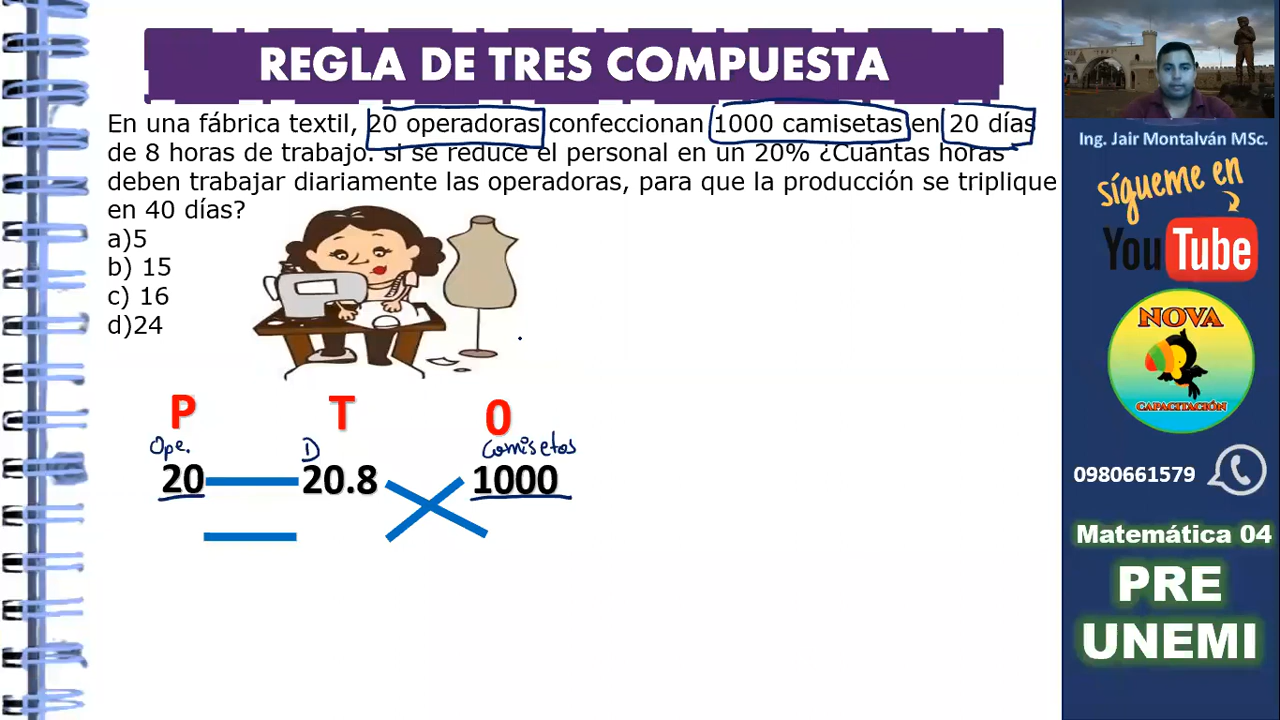 REGLA DE TRES COMPUESTA
En una fábrica textil, 20 operadoras confeccionan 1000 camisetas en 20 días
de 8 horas de trabajo. si se reduce el personal en un 20% ¿Cuántas horas
deben trabajar diariamente las operadoras, para que la producción se triplique
en 40 días?
a)5
b) 15
c) 16
d)24
P T 0
Ope. D Camisetas
20 20.8 1000
Ing. Jair Montalván MSc.
sígueme en
YouTube
NOVA
CAPACITACIÓN
0980661579
Matemática 04
PRE
UNEMI